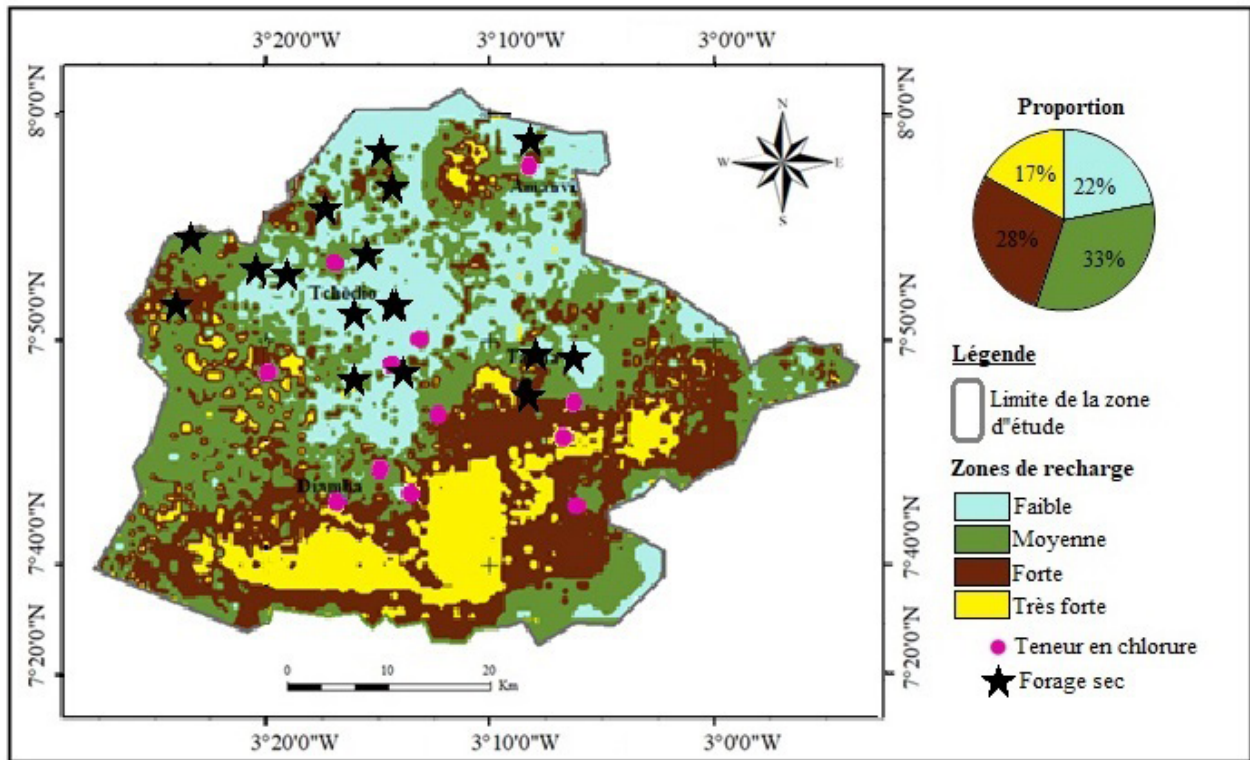 3°20'0"W 3°10'0"W 3°0'0"W
8°0'0"N
7°50'0"N
7°40'0"N
7°20'0"N
8°0'0"N
7°50'0"N
7°40'0"N
7°20'0"N
N
W E
S
Amanvi
Tchèdio
Diamba
0 10 20
Km
3°20'0"W 3°10'0"W 3°0'0"W
Proportion
17% 22%
28% 33%
Légende
Limite de la zone
d"étude
Zones de recharge
Faible
Moyenne
Forte
Très forte
Teneur en chlorure
Forage sec